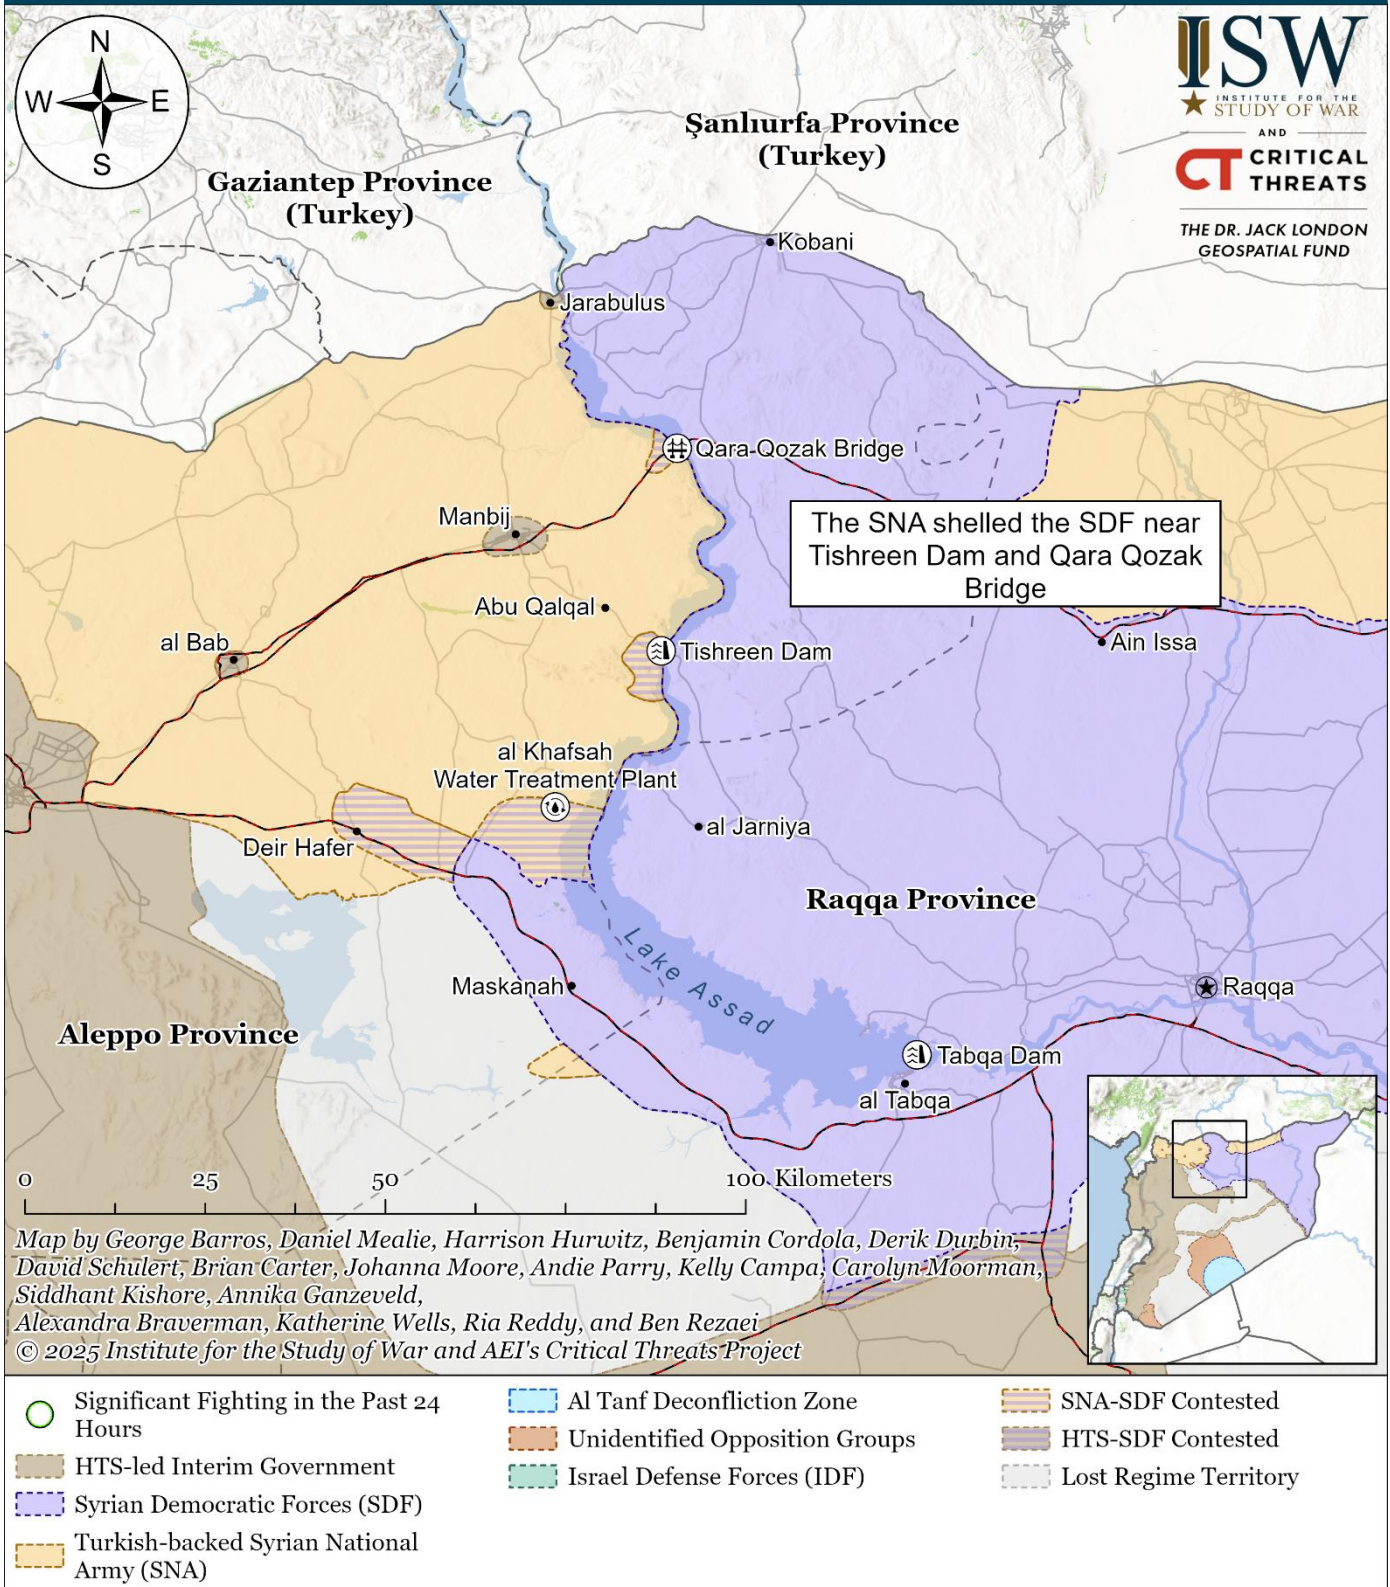 N
W
E
S
ISW
INSTITUTE FOR THE
STUDY OF WAR
AND
CT CRITICAL
THREATS
THE DR. JACK LONDON
GEOSPATIAL FUND
Şanlıurfa Province
(Turkey)
Gaziantep Province
(Turkey)
Kobani
Jarabulus
Qara-Qozak Bridge
Manbij
The SNA shelled the SDF near
Tishreen Dam and Qara Qozak
Bridge
Abu Qalqal
al Bab
Tishreen Dam
Ain Issa
al Khafsah
Water Treatment Plant
al Jarniya
Deir Hafer
Raqqa Province
Lake Assad
Maskanah
Raqqa
Aleppo Province
Tabqa Dam
al Tabqa
0 25 50 100 Kilometers
Map by George Barros, Daniel Mealie, Harrison Hurwitz, Benjamin Cordola, Derik Durbin,
David Schulert, Brian Carter, Johanna Moore, Andie Parry, Kelly Campa, Carolyn Moorman,
Siddhant Kishore, Annika Ganzeveld,
Alexandra Braverman, Katherine Wells, Ria Reddy, and Ben Rezaei
© 2025 Institute for the Study of War and AEI's Critical Threats Project
Significant Fighting in the Past 24
Hours
HTS-led Interim Government
Syrian Democratic Forces (SDF)
Turkish-backed Syrian National
Army (SNA)
Al Tanf Deconfliction Zone
Unidentified Opposition Groups
Israel Defense Forces (IDF)
SNA-SDF Contested
HTS-SDF Contested
Lost Regime Territory